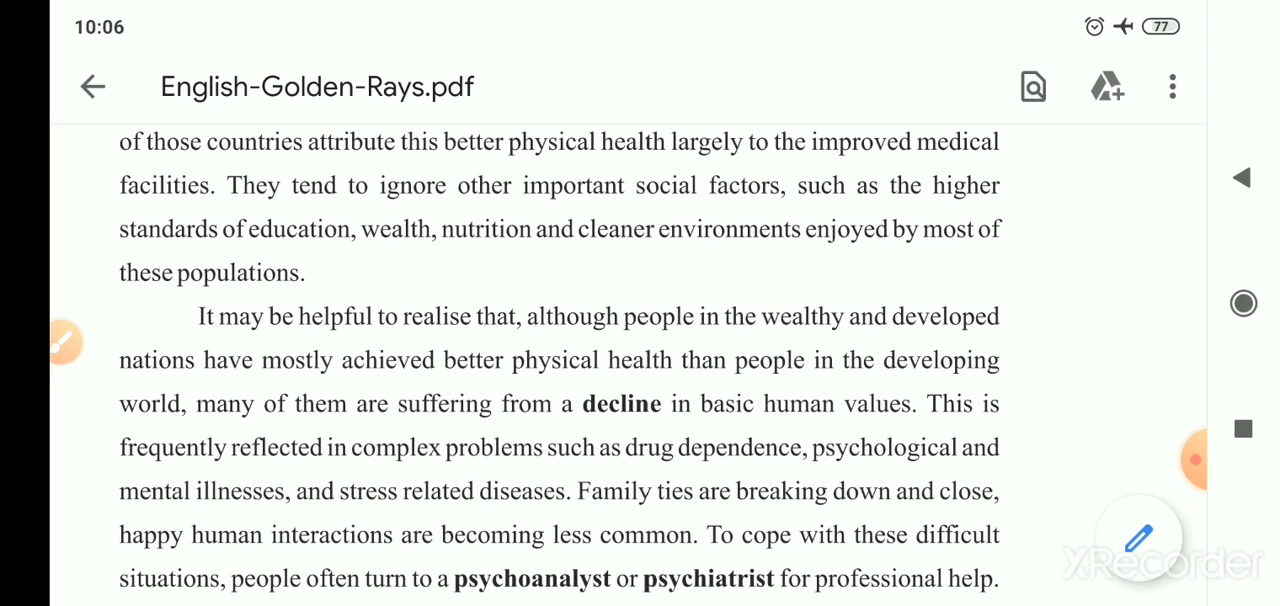 10:06
77
English-Golden-Rays.pdf
of those countries attribute this better physical health largely to the improved medical
facilities. They tend to ignore other important social factors, such as the higher
standards of education, wealth, nutrition and cleaner environments enjoyed by most of
these populations.
It may be helpful to realise that, although people in the wealthy and developed
nations have mostly achieved better physical health than people in the developing
world, many of them are suffering from a decline in basic human values. This is
frequently reflected in complex problems such as drug dependence, psychological and
mental illnesses, and stress related diseases. Family ties are breaking down and close,
happy human interactions are becoming less common. To cope with these difficult
situations, people often turn to a psychoanalyst or psychiatrist for professional help.
XRecorder